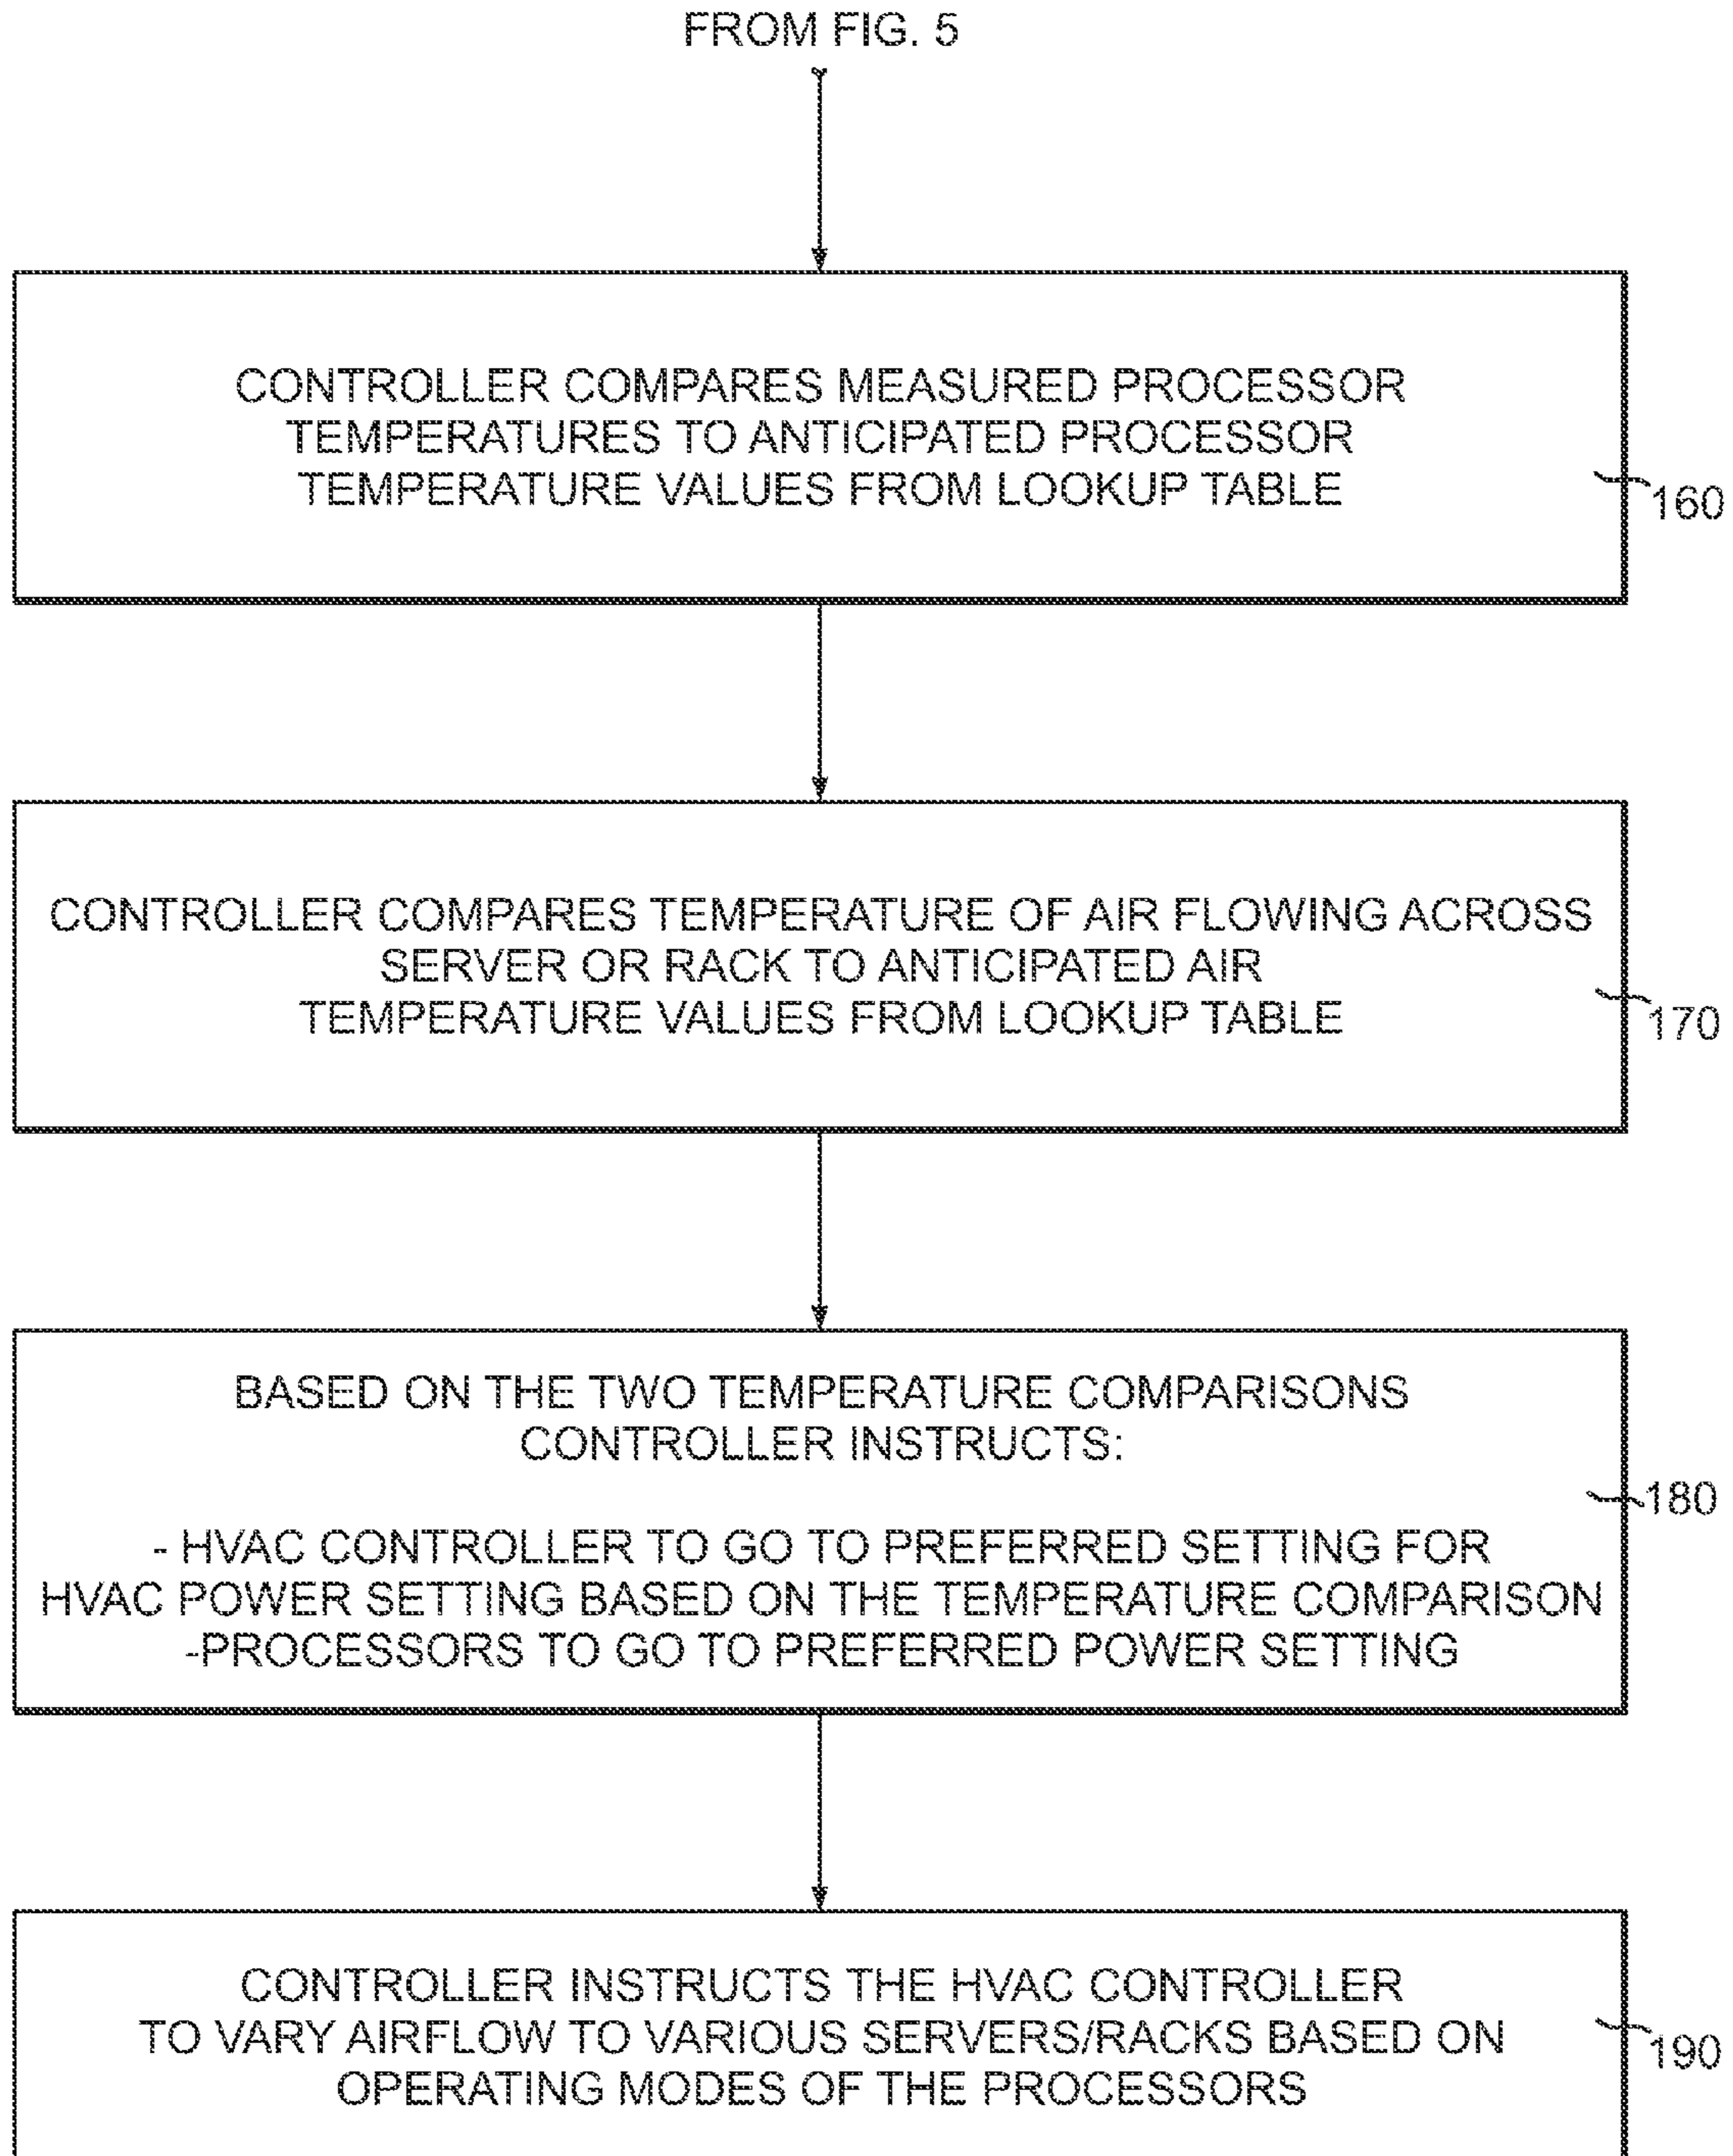 FROM FIG. 5
CONTROLLER COMPARES MEASURED PROCESSOR
TEMPERATURES TO ANTICIPATED PROCESSOR
TEMPERATURE VALUES FROM LOOKUP TABLE
160
CONTROLLER COMPARES TEMPERATURE OF AIR FLOWING ACROSS
SERVER OR RACK TO ANTICIPATED AIR
TEMPERATURE VALUES FROM LOOKUP TABLE
170
BASED ON THE TWO TEMPERATURE COMPARISONS
CONTROLLER INSTRUCTS:
180
- HVAC CONTROLLER TO GO TO PREFERRED SETTING FOR
HVAC POWER SETTING BASED ON THE TEMPERATURE COMPARISON
-PROCESSORS TO GO TO PREFERRED POWER SETTING
CONTROLLER INSTRUCTS THE HVAC CONTROLLER
TO VARY AIRFLOW TO VARIOUS SERVERS/RACKS BASED ON
OPERATING MODES OF THE PROCESSORS
190